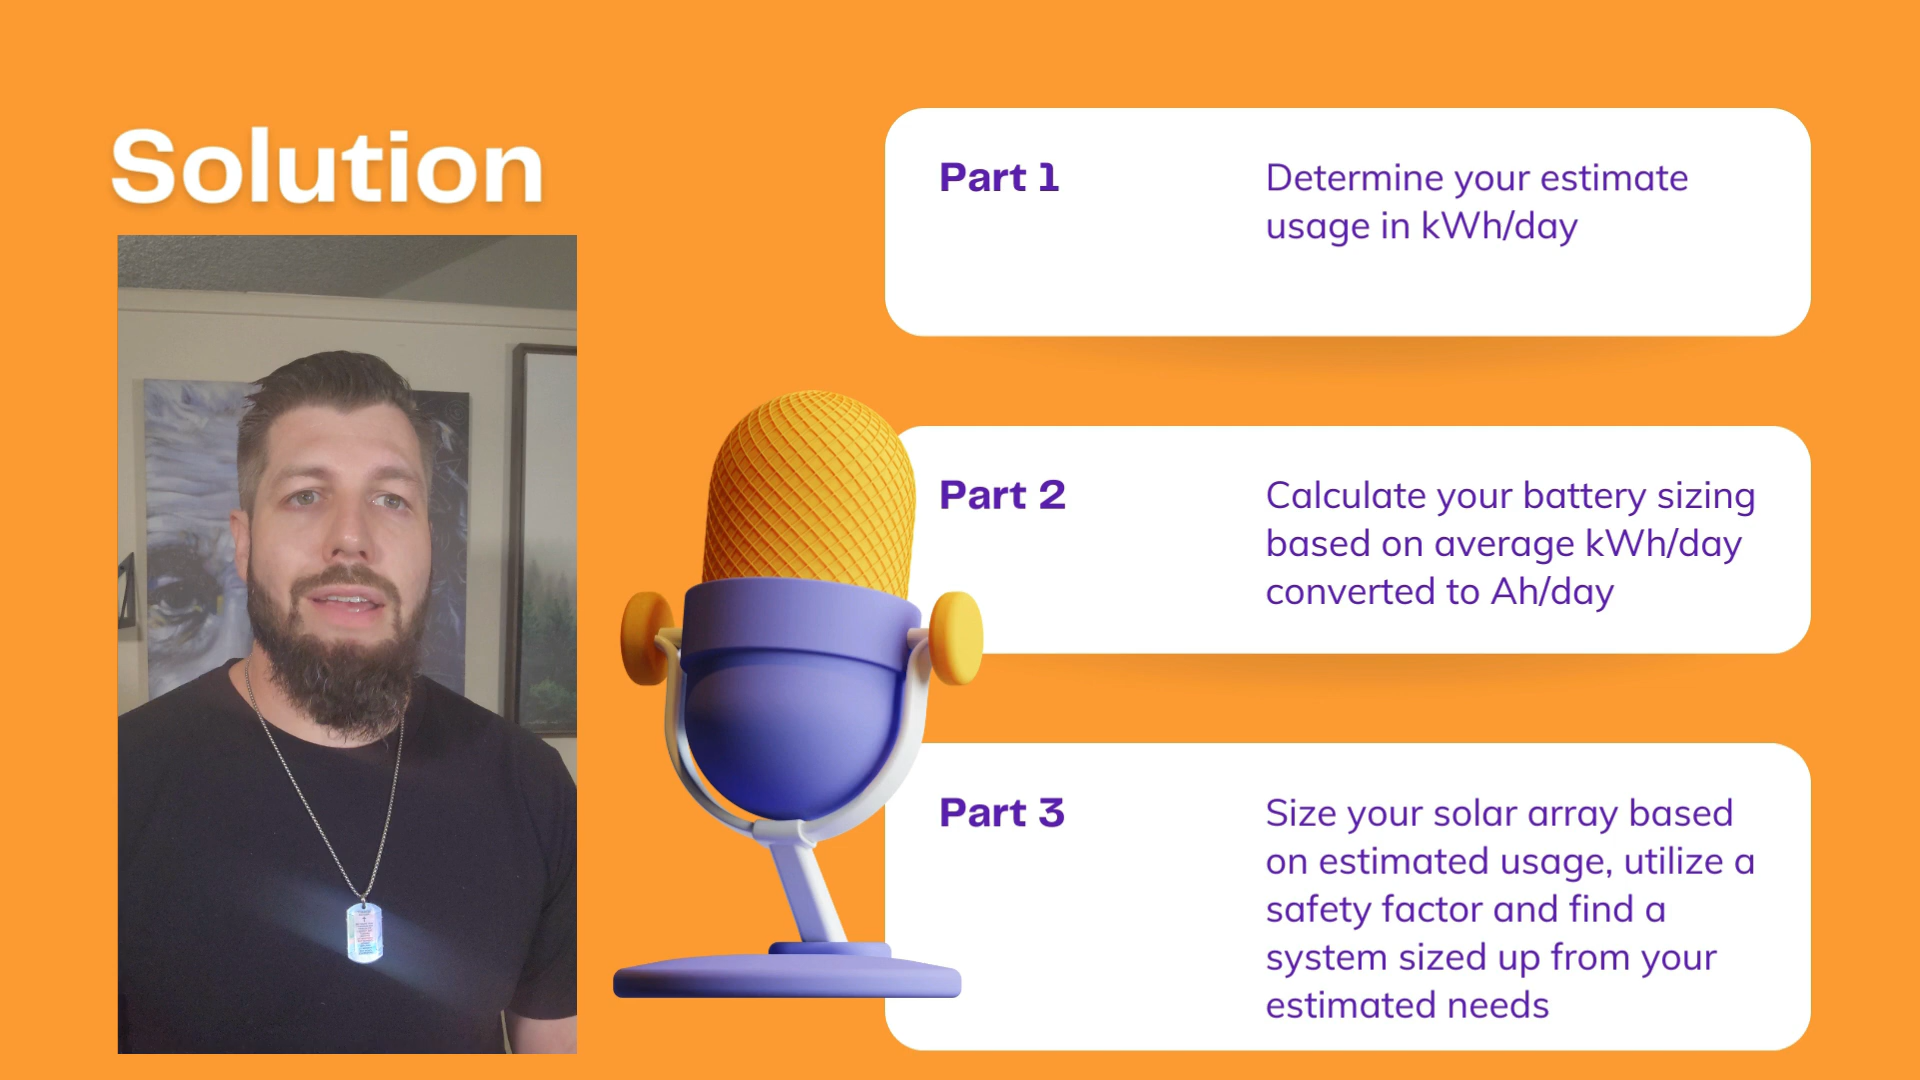 Solution
Part 1
Determine your estimate
usage in kWh/day
Part 2
Calculate your battery sizing
based on average kWh/day
converted to Ah/day
Part 3
Size your solar array based
on estimated usage, utilize a
safety factor and find a
system sized up from your
estimated needs